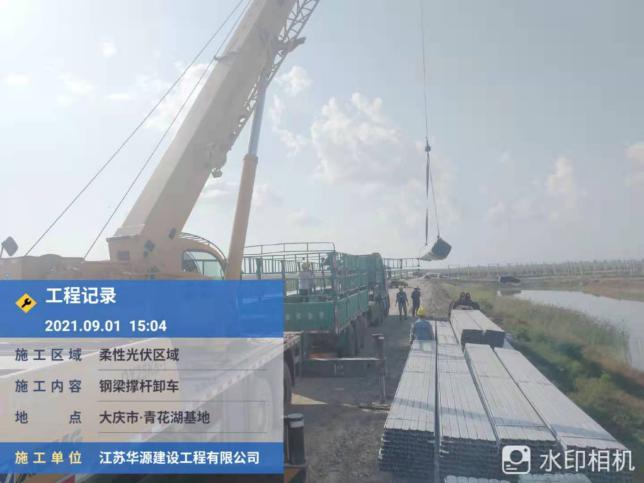 工程记录
2021.09.01 15:04
施工区域 柔性光伏区域
施工内容 钢梁撑杆卸车
地点 大庆市·青花湖基地
施工单位 江苏华源建设工程有限公司
水印相机